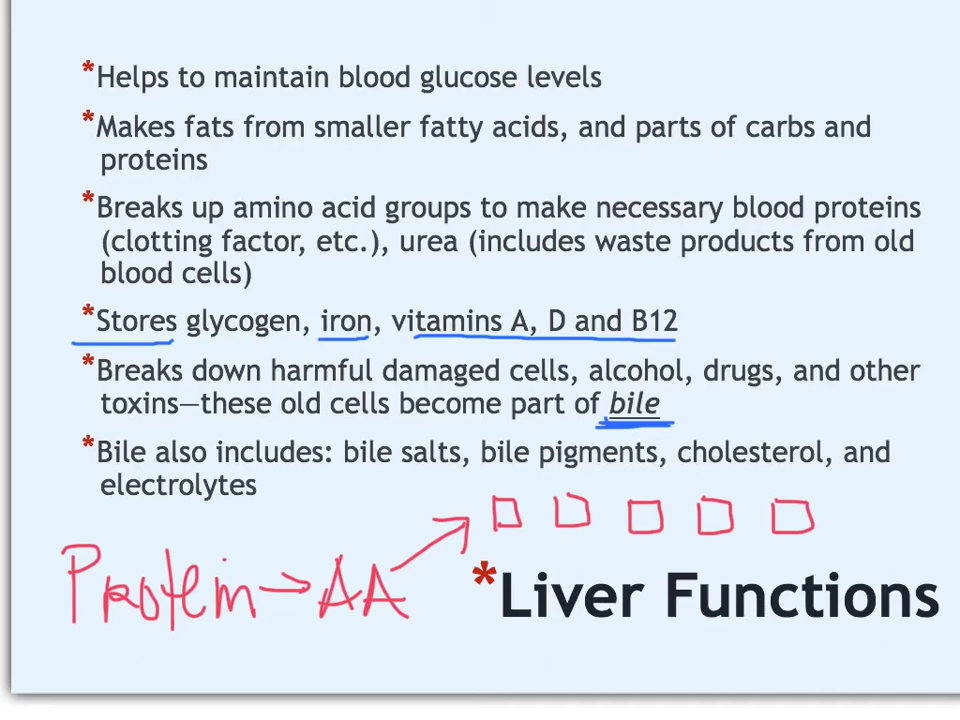 *Helps to maintain blood glucose levels
*Makes fats from smaller fatty acids, and parts of carbs and
proteins
*Breaks up amino acid groups to make necessary blood proteins
(clotting factor, etc.), urea (includes waste products from old
blood cells)
*Stores glycogen, iron, vitamins A, D and B12
*Breaks down harmful damaged cells, alcohol, drugs, and other
toxins—these old cells become part of bile
*Bile also includes: bile salts, bile pigments, cholesterol, and
electrolytes
Protein → AA
*Liver Functions